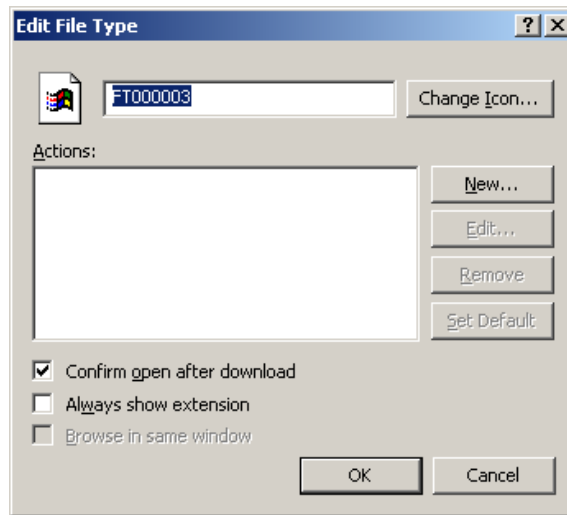 Edit File Type
FT000003
Change Icon...
Actions:
New...
Edit...
Remove
Set Default
Confirm open after download
Always show extension
Browse in same window
OK
Cancel